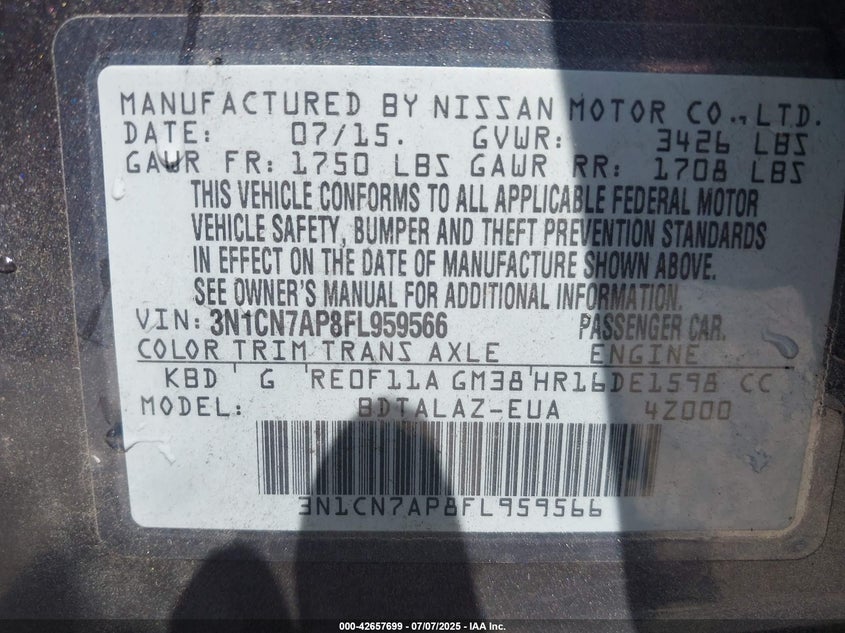 MANUFACTURED BY NISSAN MOTOR CO., LTD.
DATE: 07/15. GVWR: 3426 LBS
GAWR FR: 1750 LBS GAWR RR: 1708 LBS
THIS VEHICLE CONFORMS TO ALL APPLICABLE FEDERAL MOTOR
VEHICLE SAFETY, BUMPER AND THEFT PREVENTION STANDARDS
IN EFFECT ON THE DATE OF MANUFACTURE SHOWN ABOVE.
SEE OWNER'S MANUAL FOR ADDITIONAL INFORMATION.
VIN: 3N1CN7AP8FL959566 PASSENGER CAR.
COLOR TRIM TRANS AXLE ENGINE
KBD G RE0F11A GM38 HR16DE1598 CC
MODEL: BDTALAZ-EUA 4Z000
3N1CN7AP8FL959566
000-42657699 - 07/07/2025 - IAA Inc.